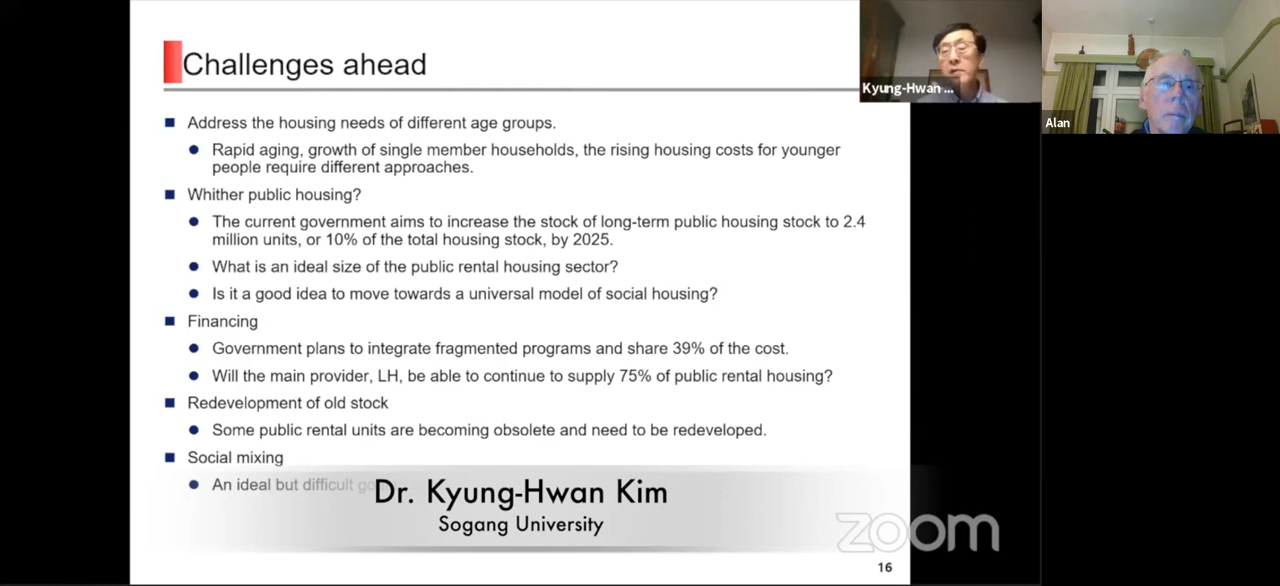 Challenges ahead
Kyung-Hwan ...
Alan
Address the housing needs of different age groups.
Rapid aging, growth of single member households, the rising housing costs for younger
people require different approaches.
Whither public housing?
The current government aims to increase the stock of long-term public housing stock to 2.4
million units, or 10% of the total housing stock, by 2025.
What is an ideal size of the public rental housing sector?
Is it a good idea to move towards a universal model of social housing?
Financing
Government plans to integrate fragmented programs and share 39% of the cost.
Will the main provider, LH, be able to continue to supply 75% of public rental housing?
Redevelopment of old stock
Some public rental units are becoming obsolete and need to be redeveloped.
Social mixing
An ideal but difficult
Dr. Kyung-Hwan Kim
Sogang University
zoom
16